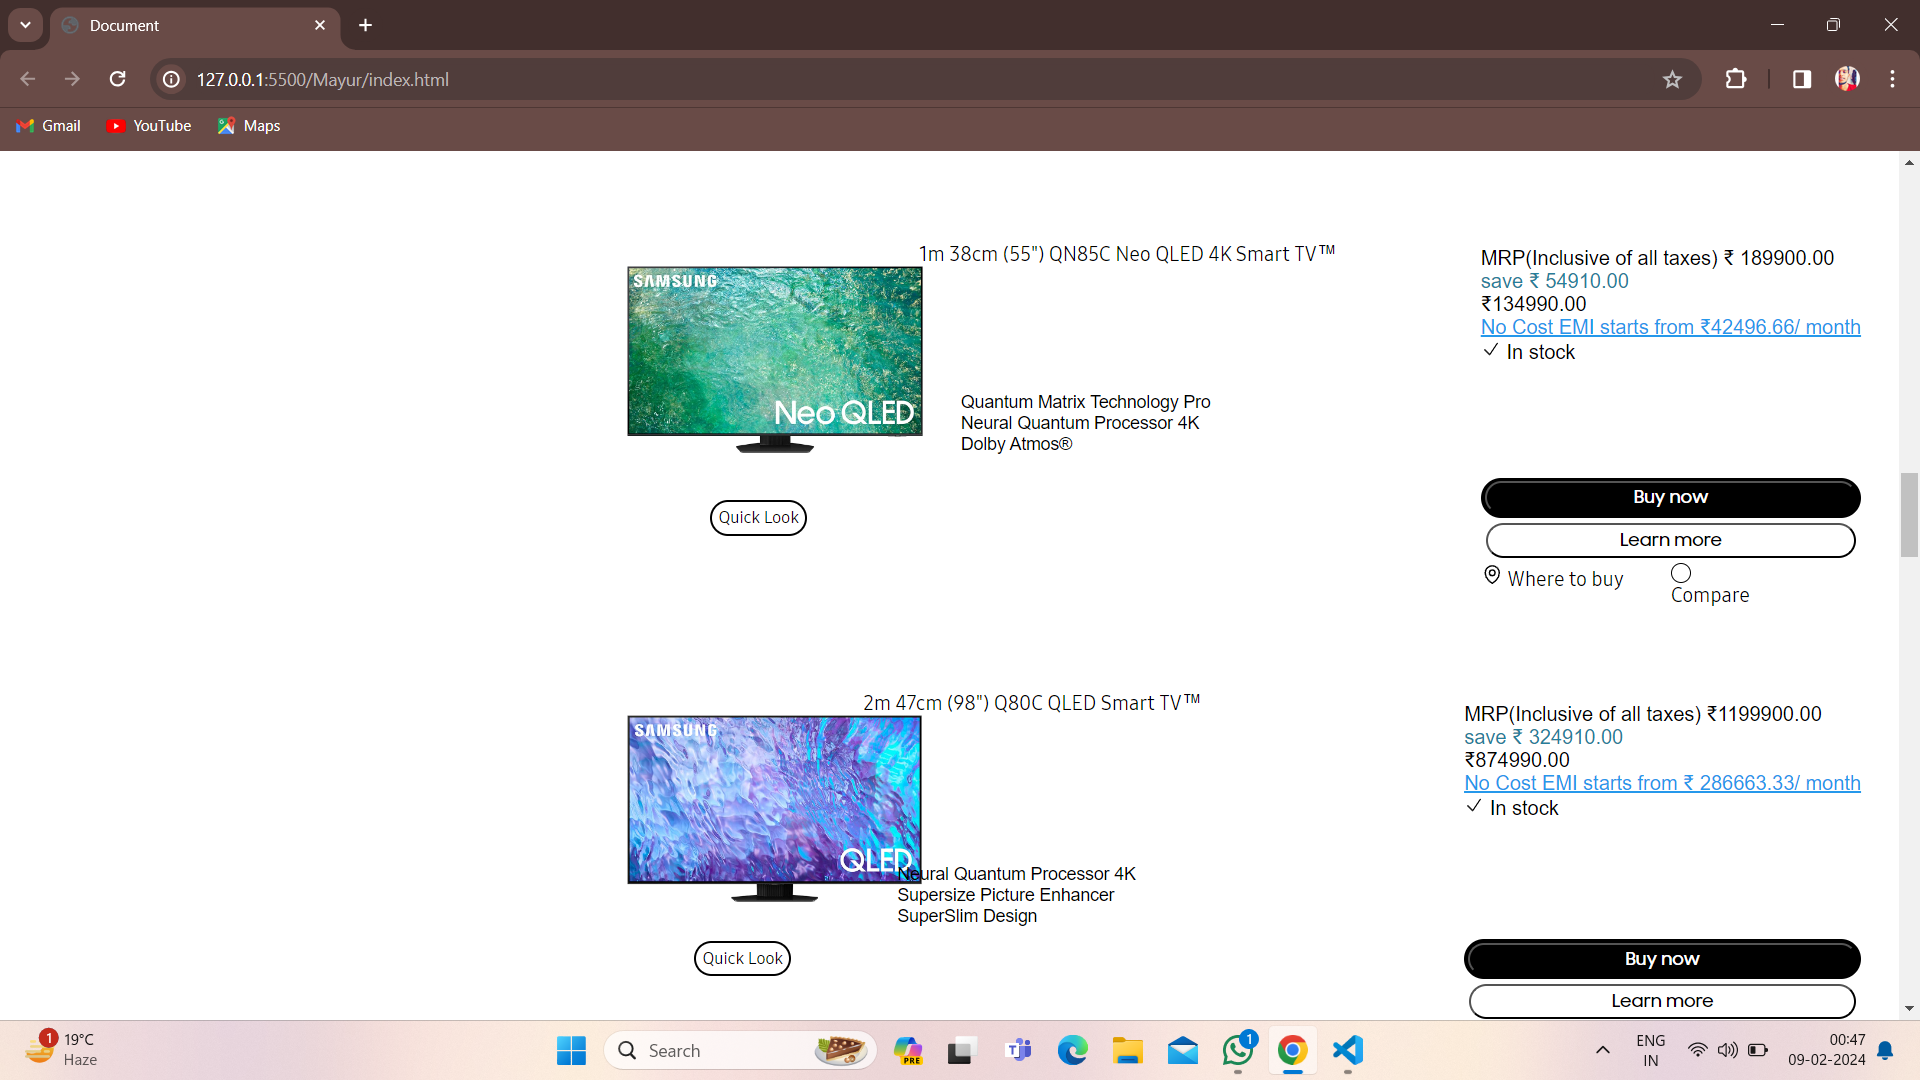 Document
127.0.0.1:5500/Mayur/index.html
Gmail
YouTube
Maps
1m 38cm (55") QN85C Neo QLED 4K Smart TV™
SAMSUNG
Neo QLED
Quantum Matrix Technology Pro
Neural Quantum Processor 4K
Dolby Atmos®
Quick Look
MRP(Inclusive of all taxes) ₹ 189900.00
save ₹ 54910.00
₹134990.00
No Cost EMI starts from ₹42496.66/ month
In stock
Buy now
Learn more
Where to buy
Compare
2m 47cm (98") Q80C QLED Smart TV™
SAMSUNG
QLED
Neural Quantum Processor 4K
Supersize Picture Enhancer
SuperSlim Design
Quick Look
MRP(Inclusive of all taxes) ₹1199900.00
save ₹ 324910.00
₹874990.00
No Cost EMI starts from ₹ 286663.33/ month
In stock
Buy now
Learn more
1
19°C
Haze
Search
PRE
1
ENG
IN
00:47
09-02-2024